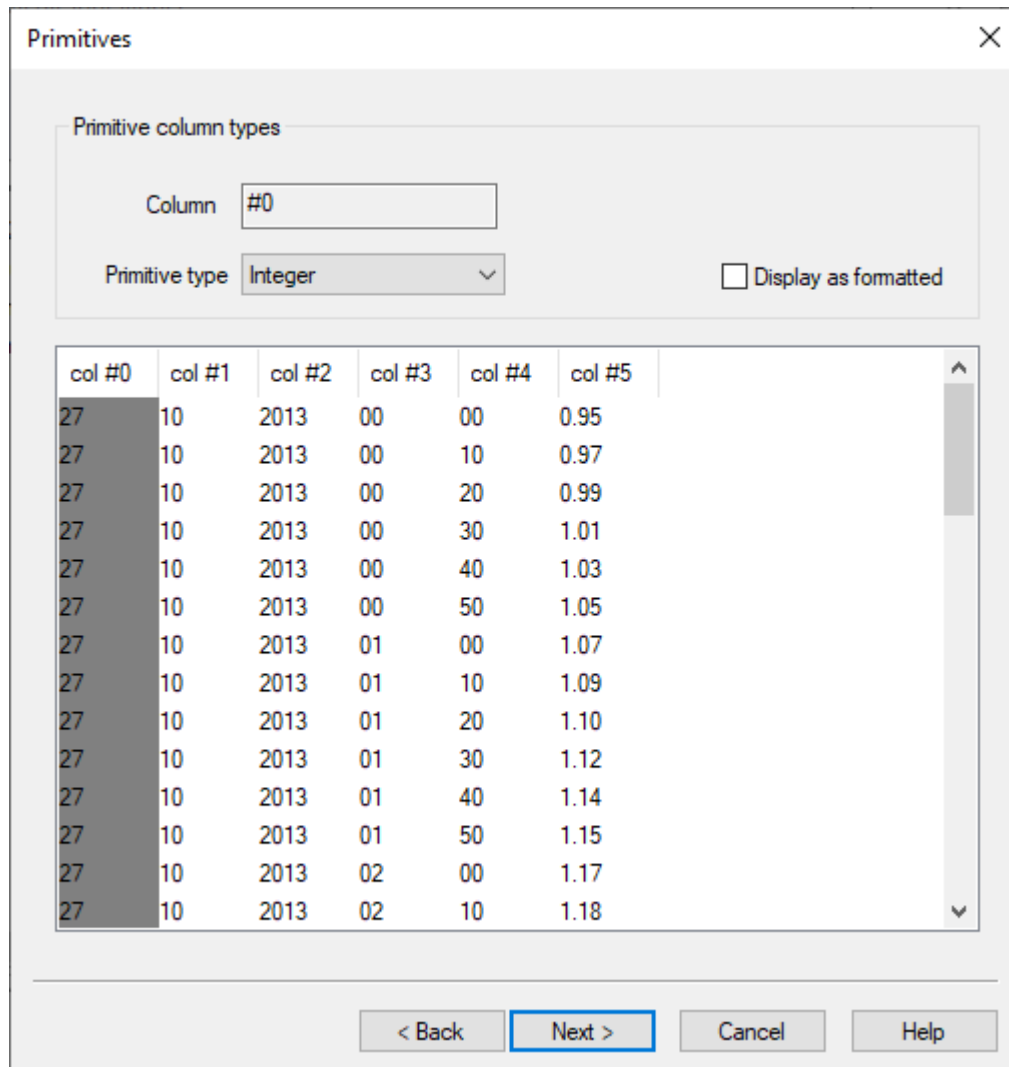 Primitives
Primitive column types
Column #0
Primitive type Integer Display as formatted
col #0 col #1 col #2 col #3 col #4 col #5
27 10 2013 00 00 0.95
27 10 2013 00 10 0.97
27 10 2013 00 20 0.99
27 10 2013 00 30 1.01
27 10 2013 00 40 1.03
27 10 2013 00 50 1.05
27 10 2013 01 00 1.07
27 10 2013 01 10 1.09
27 10 2013 01 20 1.10
27 10 2013 01 30 1.12
27 10 2013 01 40 1.14
27 10 2013 01 50 1.15
27 10 2013 02 00 1.17
27 10 2013 02 10 1.18
< Back Next > Cancel Help